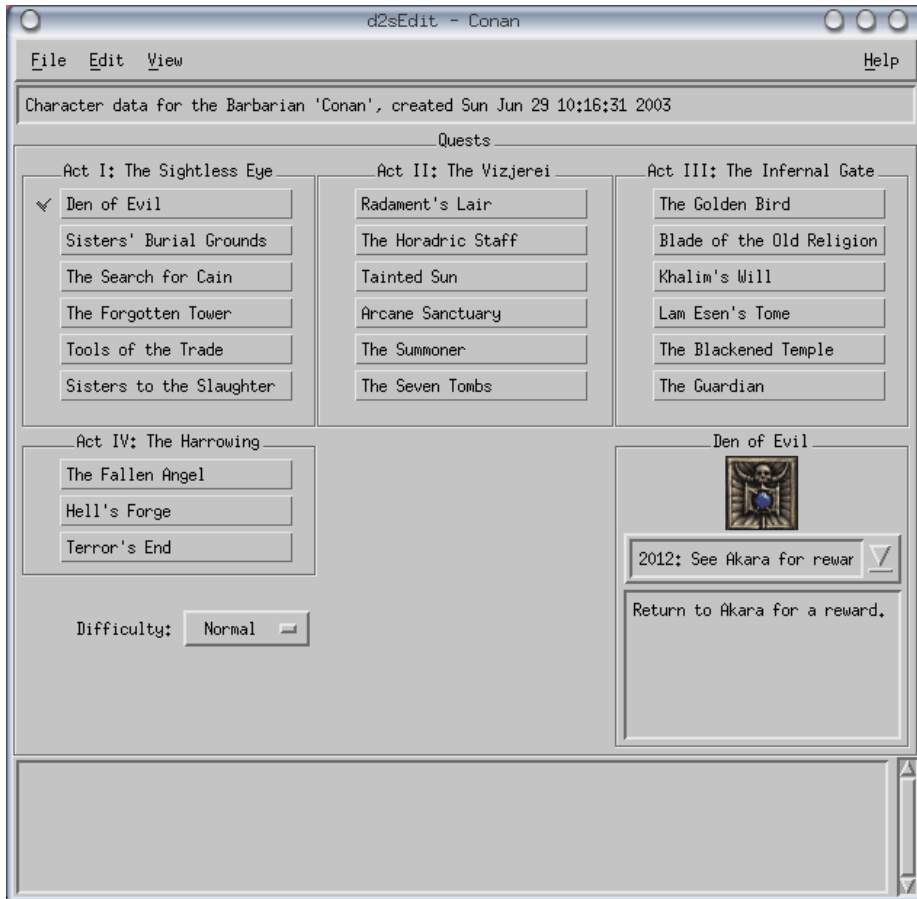 d2sEdit - Conan
File Edit View Help
Character data for the Barbarian 'Conan', created Sun Jun 29 10:16:31 2003
Quests
Act I: The Sightless Eye
Den of Evil
Sisters' Burial Grounds
The Search for Cain
The Forgotten Tower
Tools of the Trade
Sisters to the Slaughter
Act II: The Vizjerei
Radament's Lair
The Horadric Staff
Tainted Sun
Arcane Sanctuary
The Summoner
The Seven Tombs
Act III: The Infernal Gate
The Golden Bird
Blade of the Old Religion
Khalim's Will
Lam Esen's Tome
The Blackened Temple
The Guardian
Act IV: The Harrowing
The Fallen Angel
Hell's Forge
Terror's End
Difficulty: Normal
Den of Evil
2012: See Akara for rewar
Return to Akara for a reward.